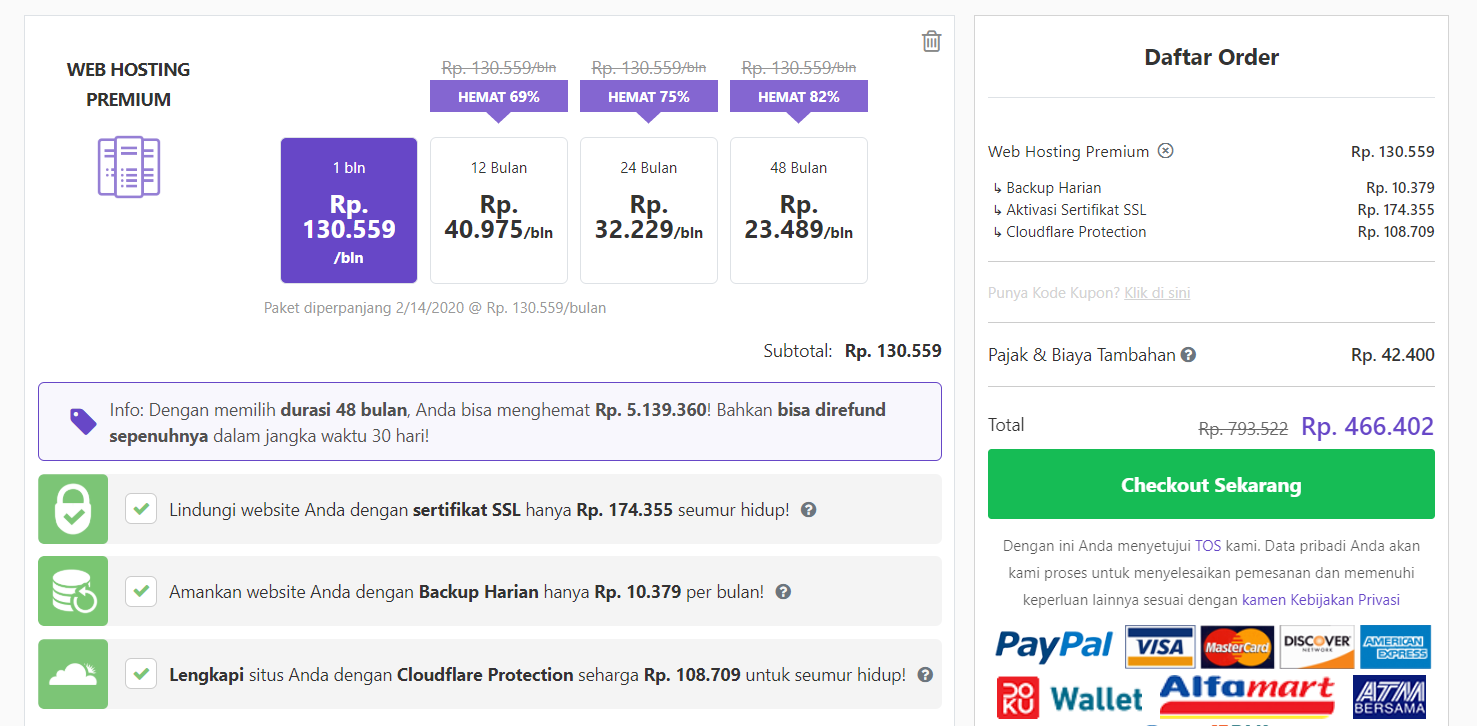 WEB HOSTING
PREMIUM
Rp. 130.559/bln
Rp. 130.559/bln
Rp. 130.559/bln
HEMAT 69%
HEMAT 75%
HEMAT 82%
1 bln
Rp.
130.559
/bln
12 Bulan
Rp.
40.975/bln
24 Bulan
Rp.
32.229/bln
48 Bulan
Rp.
23.489/bln
Paket diperpanjang 2/14/2020 @ Rp. 130.559/bulan
Subtotal: Rp. 130.559
Info: Dengan memilih durasi 48 bulan, Anda bisa menghemat Rp. 5.139.360! Bahkan bisa direfund
sepenuhnya dalam jangka waktu 30 hari!
Lindungi website Anda dengan sertifikat SSL hanya Rp. 174.355 seumur hidup! ?
Amankan website Anda dengan Backup Harian hanya Rp. 10.379 per bulan! ?
Lengkapi situs Anda dengan Cloudflare Protection seharga Rp. 108.709 untuk seumur hidup! ?
Daftar Order
Web Hosting Premium Rp. 130.559
↳ Backup Harian Rp. 10.379
↳ Aktivasi Sertifikat SSL Rp. 174.355
↳ Cloudflare Protection Rp. 108.709
Punya Kode Kupon? Klik di sini
Pajak & Biaya Tambahan ? Rp. 42.400
Total Rp. 793.522 Rp. 466.402
Checkout Sekarang
Dengan ini Anda menyetujui TOS kami. Data pribadi Anda akan
kami proses untuk menyelesaikan pemesanan dan memenuhi
keperluan lainnya sesuai dengan kamen Kebijakan Privasi
PayPal VISA MasterCard DISCOVER NETWORK AMERICAN EXPRESS
DOKU Wallet Alfamart ATM BERSAMA